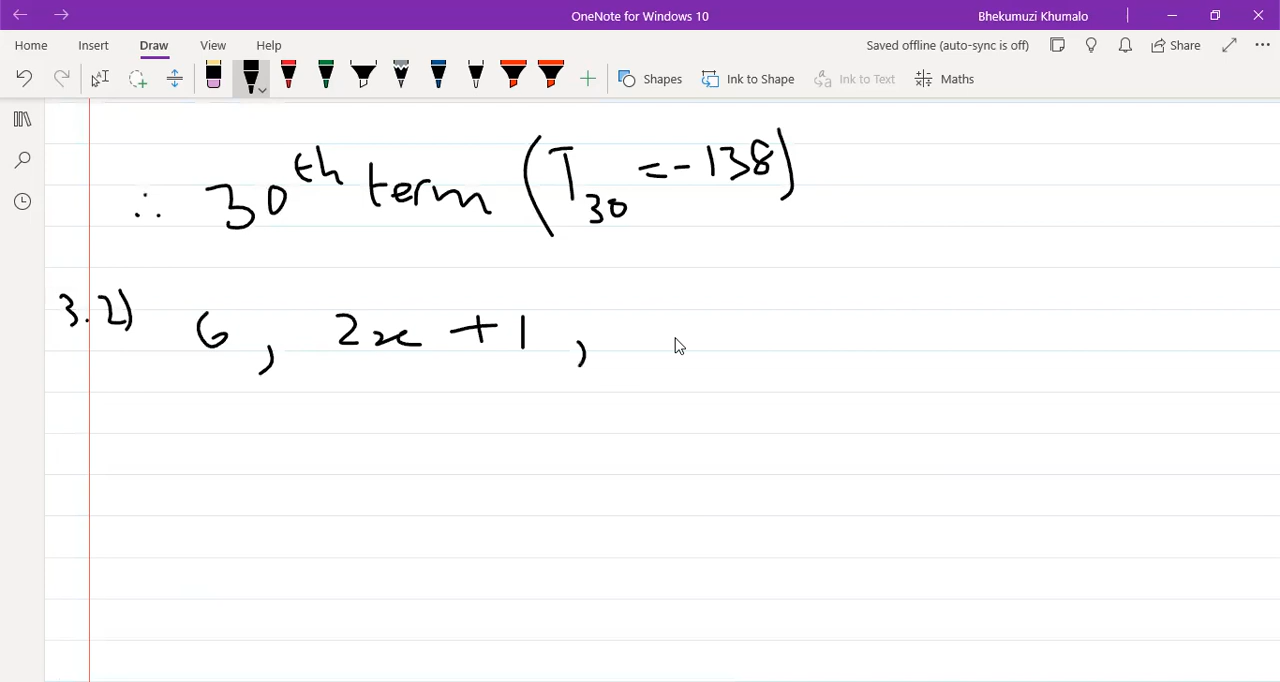 OneNote for Windows 10
Bhekumuzi Khumalo
Home Insert Draw View Help
Saved offline (auto-sync is off)
Share
Shapes
Ink to Shape
Ink to Text
Maths
∴ 30th term (T30 = -138)
3.2) 6, 2x + 1,